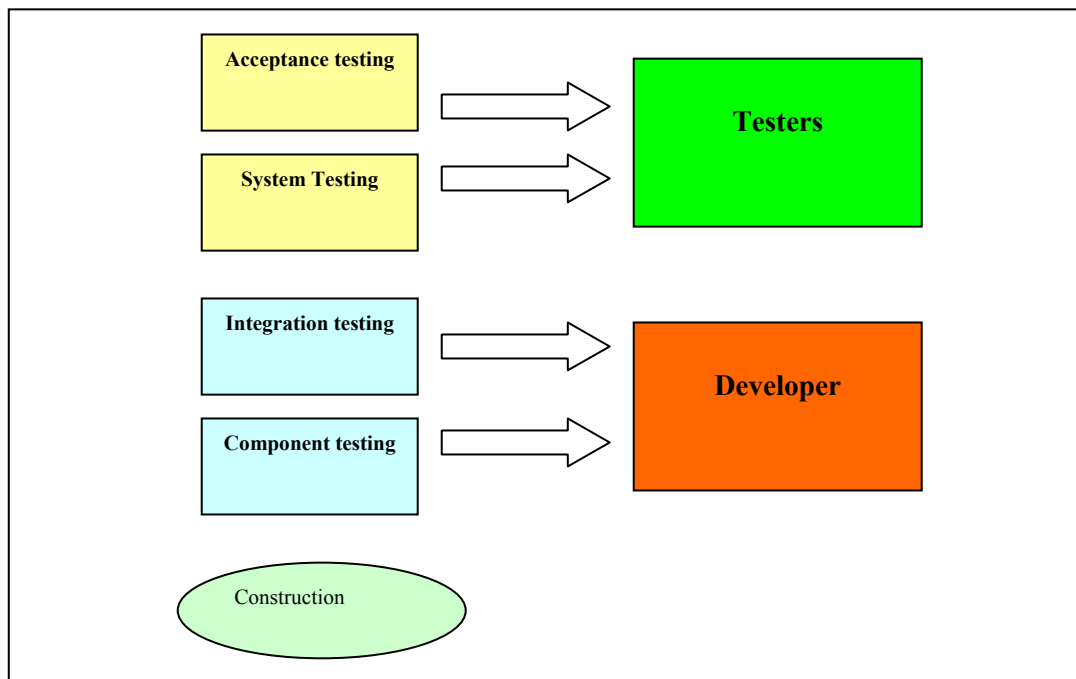 Acceptance testing
Testers
System Testing
Integration testing
Developer
Component testing
Construction